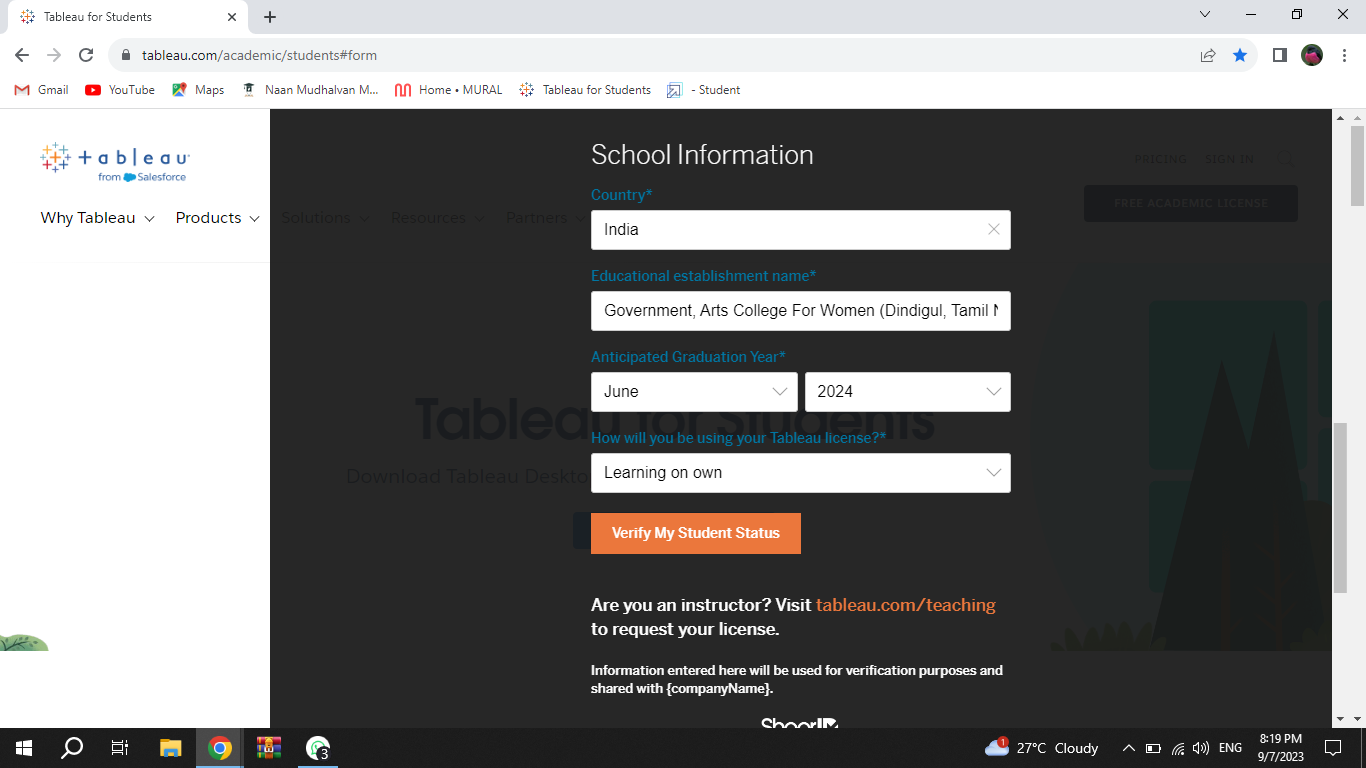 Tableau for Students
tableau.com/academic/students#form
Gmail
YouTube
Maps
Naan Mudhalvan M...
Home • MURAL
Tableau for Students
- Student
+ a b l e a u
from Salesforce
PRICING
SIGN IN
FREE ACADEMIC LICENSE
Why Tableau
Products
Solutions
Resources
Partners
School Information
Country*
India
Educational establishment name*
Government, Arts College For Women (Dindigul, Tamil N
Anticipated Graduation Year*
June
2024
Tableau for Students
How will you be using your Tableau license?*
Download Tableau Deskto
Learning on own
Verify My Student Status
Are you an instructor? Visit tableau.com/teaching
to request your license.
Information entered here will be used for verification purposes and
shared with {companyName}.
SheerID
3
1
27°C Cloudy
ENG
8:19 PM
9/7/2023